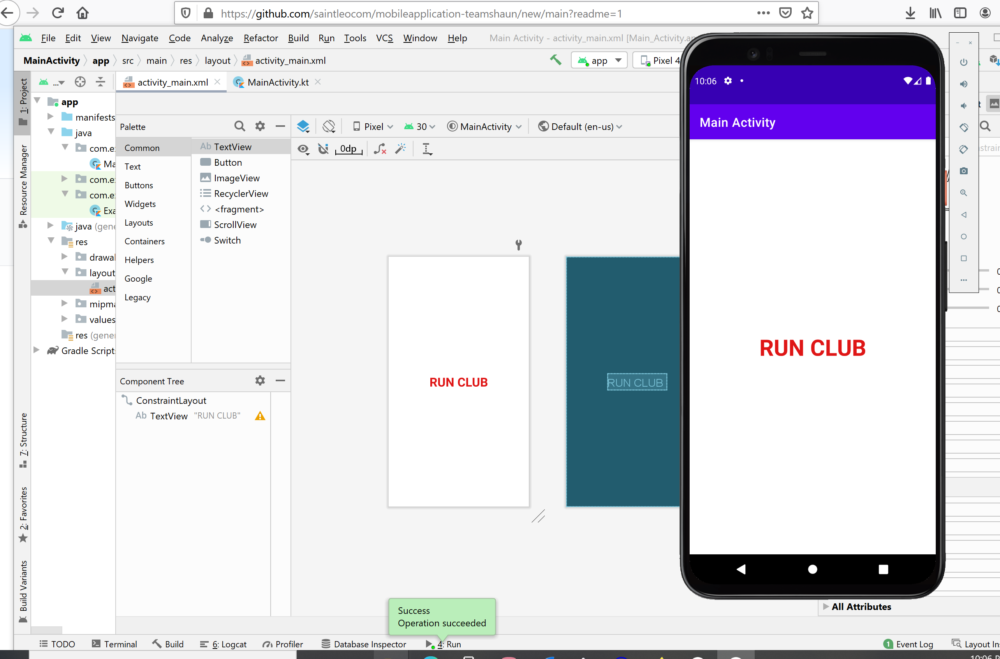 https://github.com/saintleocom/mobileapplication-teamshaun/new/main?readme=1
File Edit View Navigate Code Analyze Refactor Build Run Tools VCS Window Help Main Activity - activity_main.xml [Main_Activity.ap
MainActivity app src main res layout activity_main.xml app Pixel 4
... activity_main.xml MainActivity.kt
1: Project
Resource Manager
7: Structure
2: Favorites
Build Variants
app
manifests
java
com.e
Ma
com.e
com.e
Exa
java (gene
res
drawa
layout
act
mipma
values
res (gener
Gradle Script
Palette
Common
Text
Buttons
Widgets
Layouts
Containers
Helpers
Google
Legacy
Ab TextView
Button
ImageView
RecyclerView
<fragment>
ScrollView
Switch
Component Tree
ConstraintLayout
Ab TextView "RUN CLUB"
Pixel 30 MainActivity Default (en-us)
0dp
RUN CLUB
RUN CLUB
10:06
Main Activity
RUN CLUB
strain
All Attributes
Success
Operation succeeded
TODO Terminal Build 6: Logcat Profiler Database Inspector 4: Run 1 Event Log Layout Ins